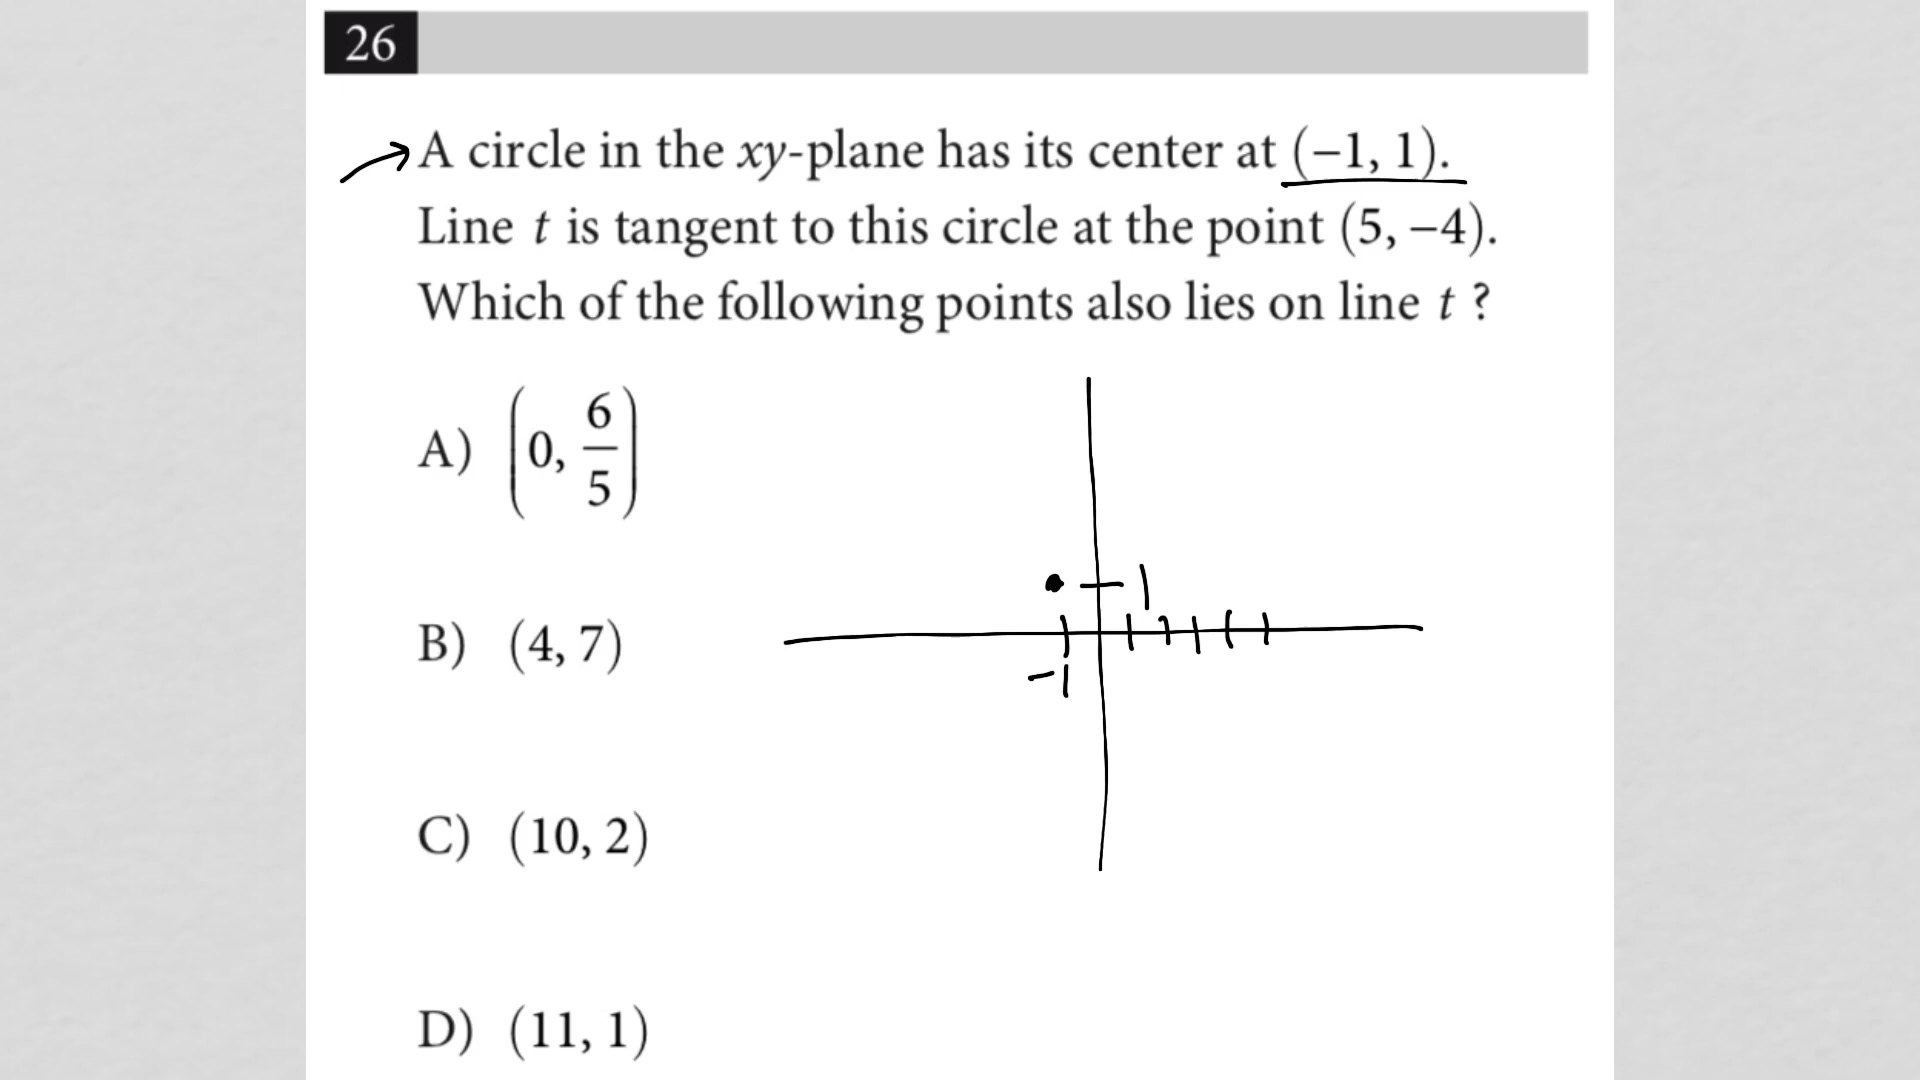 26
A circle in the xy-plane has its center at (−1, 1).
Line t is tangent to this circle at the point (5, −4).
Which of the following points also lies on line t ?
A) (0, 6/5)
1
B) (4, 7)
−1
C) (10, 2)
D) (11, 1)